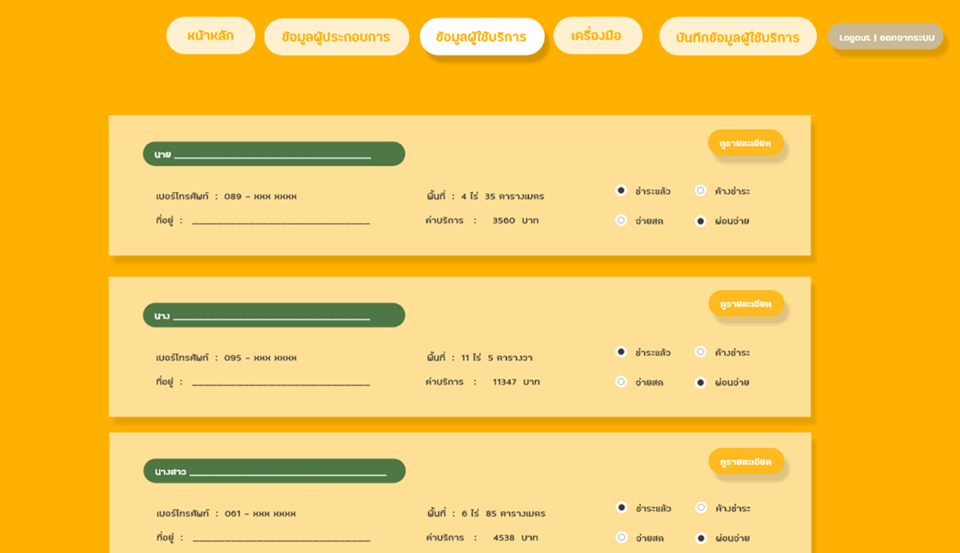 หน้าหลัก ข้อมูลผู้ประกอบการ ข้อมูลผู้ใช้บริการ เครื่องมือ บันทึกข้อมูลผู้ใช้บริการ Logout | ออกจากระบบ
นาย ______________________________ ดูรายละเอียด
เบอร์โทรศัพท์ : 089 - xxx xxxx พื้นที่ : 4 ไร่ 35 ตารางเมตร ชำระแล้ว ค้างชำระ
ที่อยู่ : ______________________________ ค่าบริการ : 3560 บาท จ่ายสด ผ่อนจ่าย
นาง ______________________________ ดูรายละเอียด
เบอร์โทรศัพท์ : 095 - xxx xxxx พื้นที่ : 11 ไร่ 5 ตารางวา ชำระแล้ว ค้างชำระ
ที่อยู่ : ______________________________ ค่าบริการ : 11347 บาท จ่ายสด ผ่อนจ่าย
นางสาว ______________________________ ดูรายละเอียด
เบอร์โทรศัพท์ : 061 - xxx xxxx พื้นที่ : 6 ไร่ 85 ตารางเมตร ชำระแล้ว ค้างชำระ
ที่อยู่ : ______________________________ ค่าบริการ : 4538 บาท จ่ายสด ผ่อนจ่าย